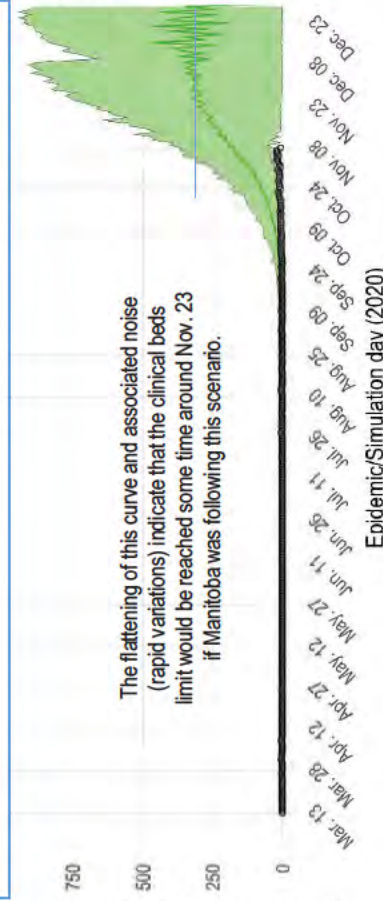 750
500
250
0
The flattening of this curve and associated noise
(rapid variations) indicate that the clinical beds
limit would be reached some time around Nov. 23
if Manitoba was following this scenario.
Mar. 13
Mar. 28
Apr. 12
Apr. 27
May. 12
May. 27
Jun. 11
Jun. 26
Jul. 11
Jul. 26
Aug. 10
Aug. 25
Sep. 09
Sep. 24
Oct. 09
Oct. 24
Nov. 08
Nov. 23
Dec. 08
Dec. 23
Epidemic/Simulation day (2020)